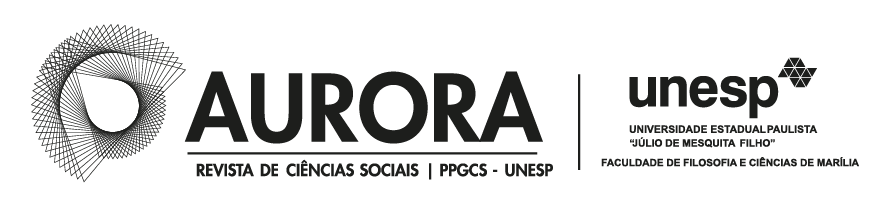 AURORA
REVISTA DE CIÊNCIAS SOCIAIS | PPGCS - UNESP
unesp
UNIVERSIDADE ESTADUAL PAULISTA
"JÚLIO DE MESQUITA FILHO"
FACULDADE DE FILOSOFIA E CIÊNCIAS DE MARÍLIA